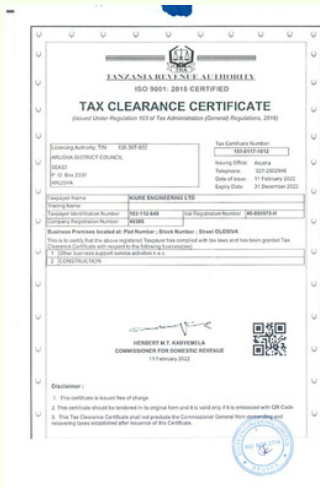 TANZANIA REVENUE AUTHORITY
ISO 9001: 2015 CERTIFIED
TAX CLEARANCE CERTIFICATE
(Issued Under Regulation 103 of Tax Administration (General) Regulations, 2016)
Licensing Authority: TIN
ARUSHA DISTRICT COUNCIL
SEKEI
P. O. Box 2330
ARUSHA
Tax Certificate Number:
Issuing Office: Arusha
Telephone:
Date of issue: 11 February 2022
Expiry Date: 31 December 2022
Taxpayer Name
ENGINEERING LTD
Trading Name
Taxpayer Identification Number
Vat Registration Number
Company Registration Number
Business Premises located at: Plot Number ; Block Number ; Street OLOSIVA
This is to certify that the above registered Taxpayer has complied with tax laws and has been granted Tax
Clearance Certificate with respect to the following business(es):
1 Other business support service activities n.e.c.
2 CONSTRUCTION
HERBERT M.T. KABYEMELA
COMMISSIONER FOR DOMESTIC REVENUE
11 February 2022
Disclaimer :
1. This certificate is issued free of charge
2. This certificate should be tendered in its original form and it is valid only if it is embossed with QR Code
3. This Tax Clearance Certificate shall not preclude the Commissioner General from demanding and
recovering taxes established after issuance of this Certificate.
ARUSHA